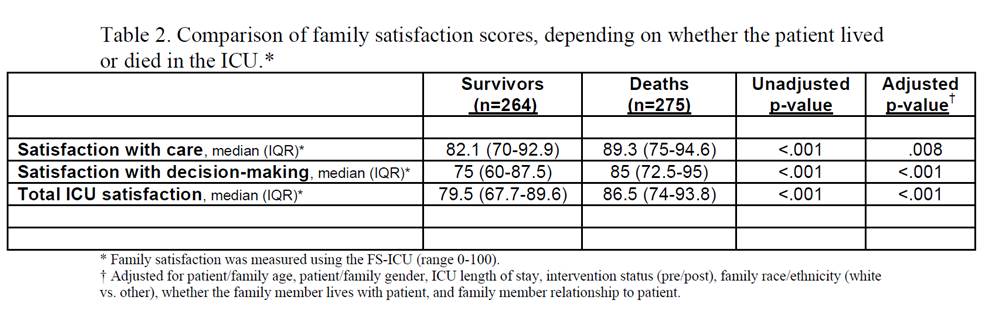 Table 2. Comparison of family satisfaction scores, depending on whether the patient lived
or died in the ICU.*
Survivors (n=264) Deaths (n=275) Unadjusted p-value Adjusted p-value†
Satisfaction with care, median (IQR)* 82.1 (70-92.9) 89.3 (75-94.6) <.001 .008
Satisfaction with decision-making, median (IQR)* 75 (60-87.5) 85 (72.5-95) <.001 <.001
Total ICU satisfaction, median (IQR)* 79.5 (67.7-89.6) 86.5 (74-93.8) <.001 <.001
* Family satisfaction was measured using the FS-ICU (range 0-100).
† Adjusted for patient/family age, patient/family gender, ICU length of stay, intervention status (pre/post), family race/ethnicity (white
vs. other), whether the family member lives with patient, and family member relationship to patient.